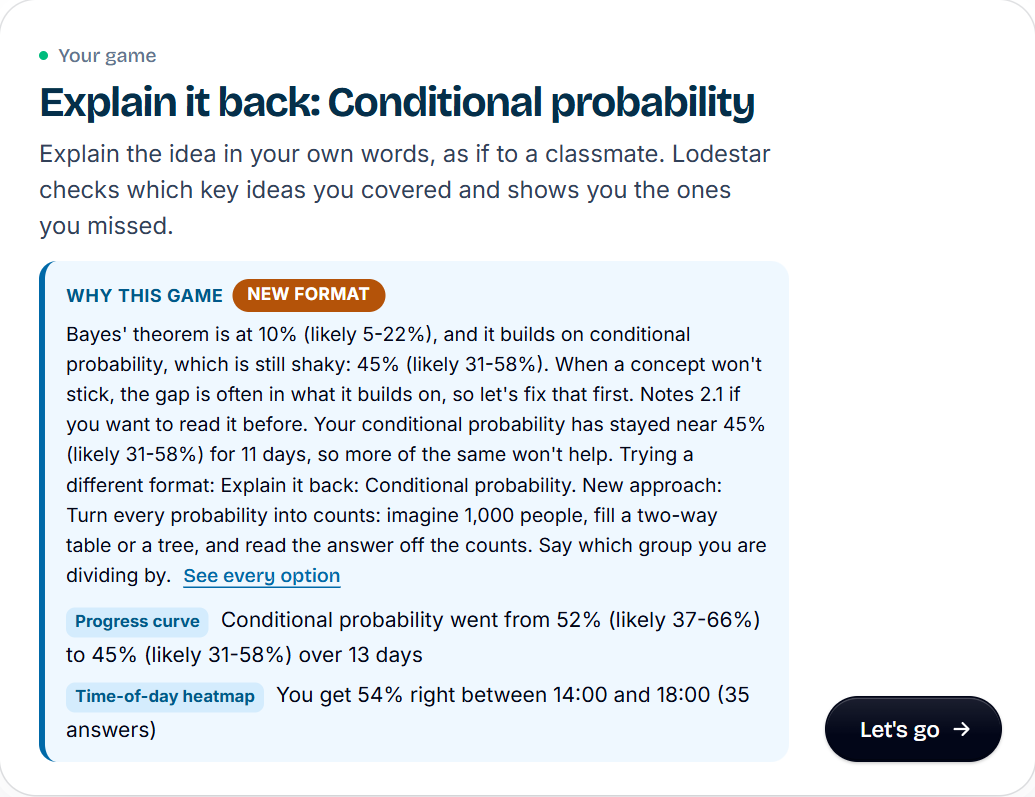 Your game
Explain it back: Conditional probability
Explain the idea in your own words, as if to a classmate. Lodestar
checks which key ideas you covered and shows you the ones
you missed.
WHY THIS GAME NEW FORMAT
Bayes' theorem is at 10% (likely 5-22%), and it builds on conditional
probability, which is still shaky: 45% (likely 31-58%). When a concept won't
stick, the gap is often in what it builds on, so let's fix that first. Notes 2.1 if
you want to read it before. Your conditional probability has stayed near 45%
(likely 31-58%) for 11 days, so more of the same won't help. Trying a
different format: Explain it back: Conditional probability. New approach:
Turn every probability into counts: imagine 1,000 people, fill a two-way
table or a tree, and read the answer off the counts. Say which group you are
dividing by. See every option
Progress curve Conditional probability went from 52% (likely 37-66%)
to 45% (likely 31-58%) over 13 days
Time-of-day heatmap You get 54% right between 14:00 and 18:00 (35
answers)
Let's go →